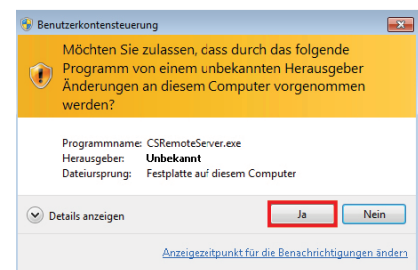 Benutzerkontensteuerung
Möchten Sie zulassen, dass durch das folgende
Programm von einem unbekannten Herausgeber
Änderungen an diesem Computer vorgenommen
werden?
Programmname: CSRemoteServer.exe
Herausgeber: Unbekannt
Dateiursprung: Festplatte auf diesem Computer
Details anzeigen
Ja
Nein
Anzeigezeitpunkt für die Benachrichtigungen ändern